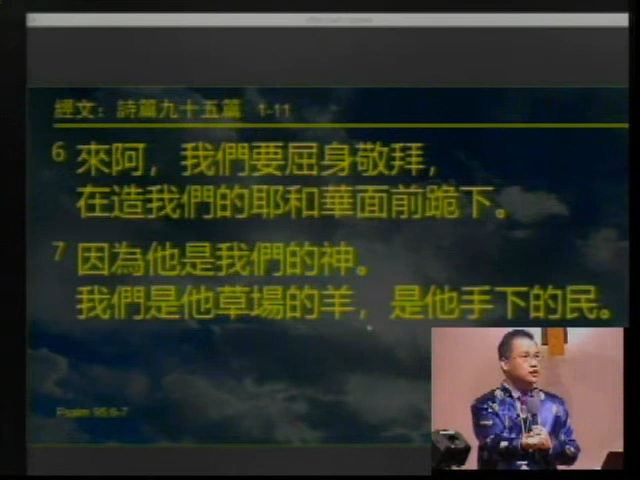 經文：詩篇九十五篇 1-11
6 來阿，我們要屈身敬拜，
在造我們的耶和華面前跪下。
7 因為他是我們的神。
我們是他草場的羊，是他手下的民。
Psalm 95:6-7